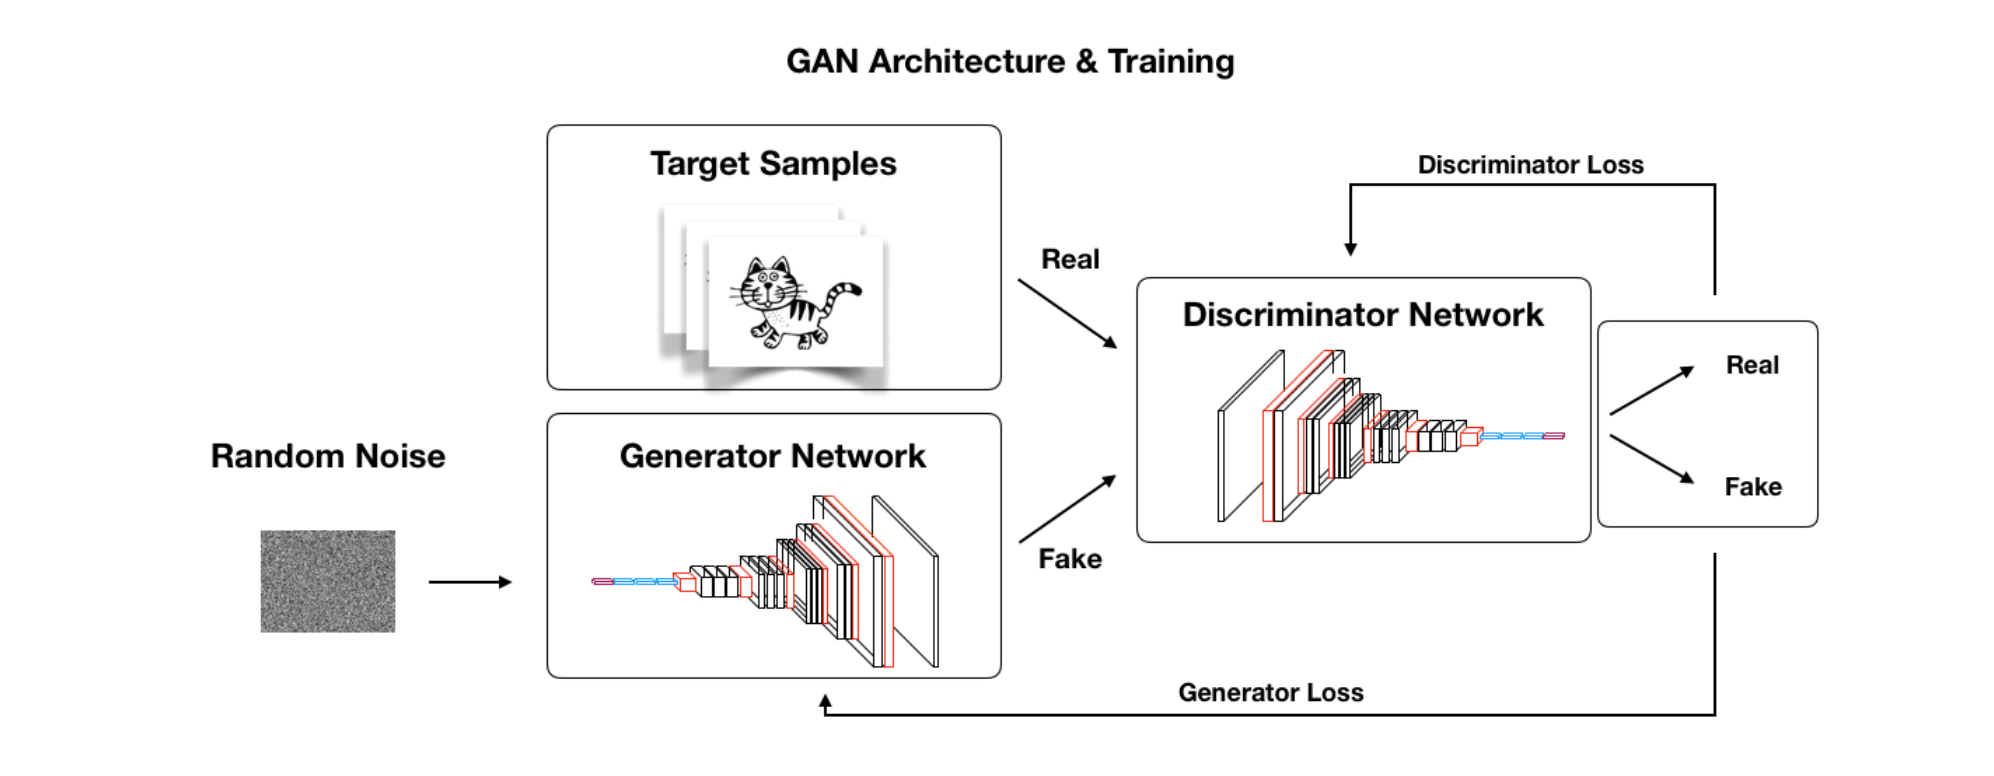 GAN Architecture & Training
Target Samples
Discriminator Loss
Real
Discriminator Network
Real
Fake
Random Noise
Generator Network
Fake
Generator Loss